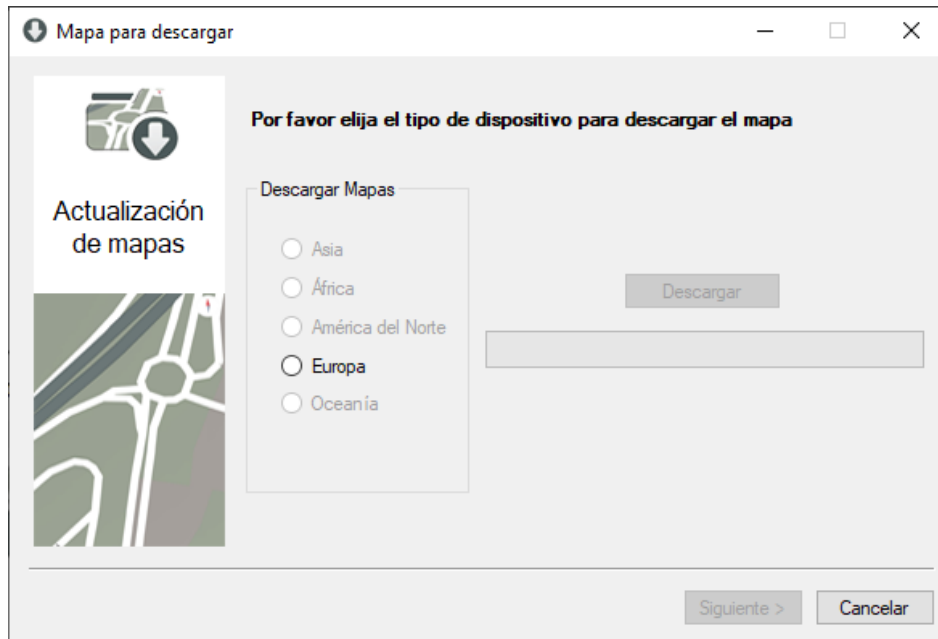 Mapa para descargar
Por favor elija el tipo de dispositivo para descargar el mapa
Actualización
de mapas
Descargar Mapas
Asia
África
América del Norte
Europa
Oceanía
Descargar
Siguiente >
Cancelar